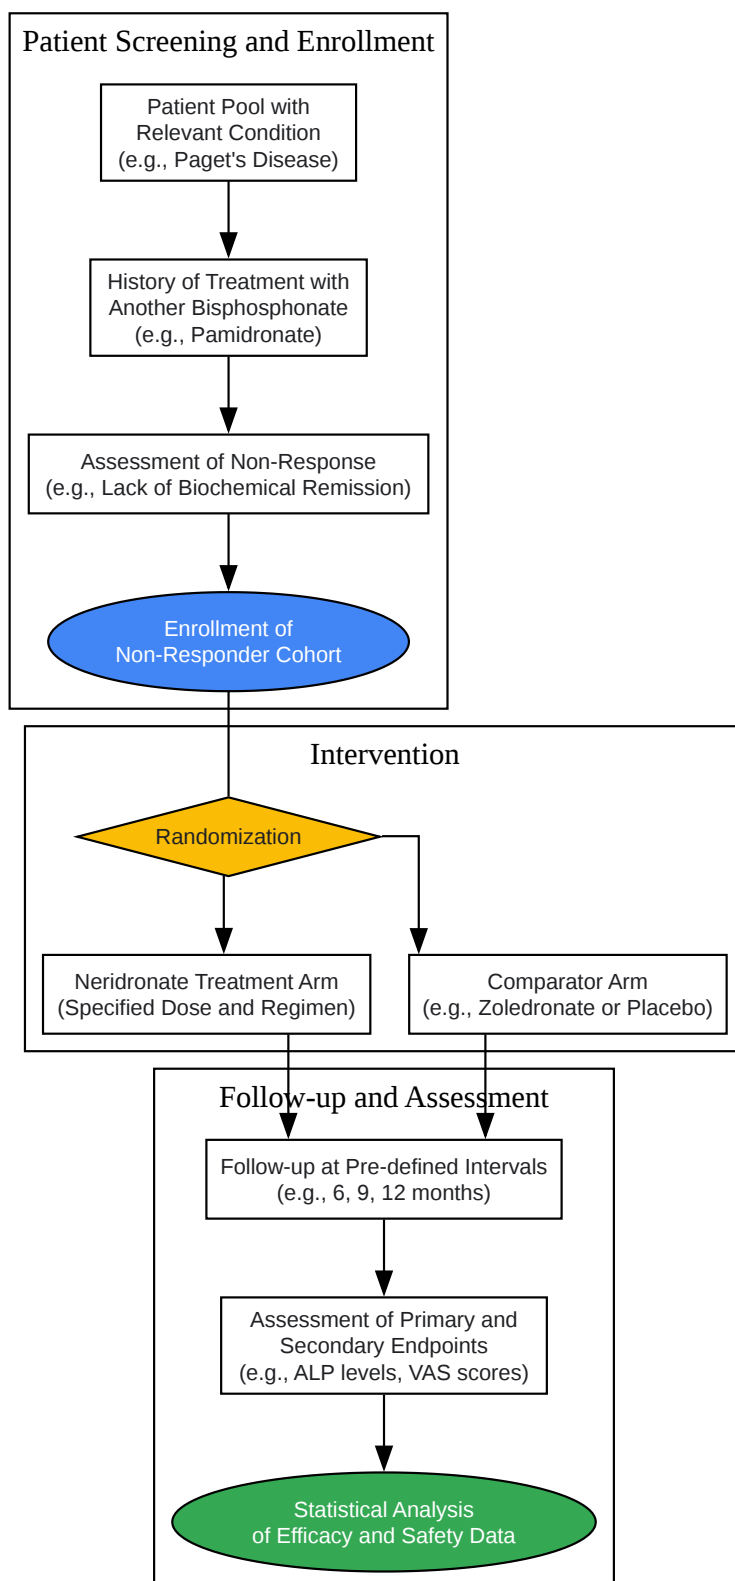 Patient Screening and Enrollment
Patient Pool with
Relevant Condition
(e.g., Paget's Disease)
History of Treatment with
Another Bisphosphonate
(e.g., Pamidronate)
Assessment of Non-Response
(e.g., Lack of Biochemical Remission)
Enrollment of
Non-Responder Cohort
Intervention
Randomization
Neridronate Treatment Arm
(Specified Dose and Regimen)
Comparator Arm
(e.g., Zoledronate or Placebo)
Follow-up and Assessment
Follow-up at Pre-defined Intervals
(e.g., 6, 9, 12 months)
Assessment of Primary and
Secondary Endpoints
(e.g., ALP levels, VAS scores)
Statistical Analysis
of Efficacy and Safety Data